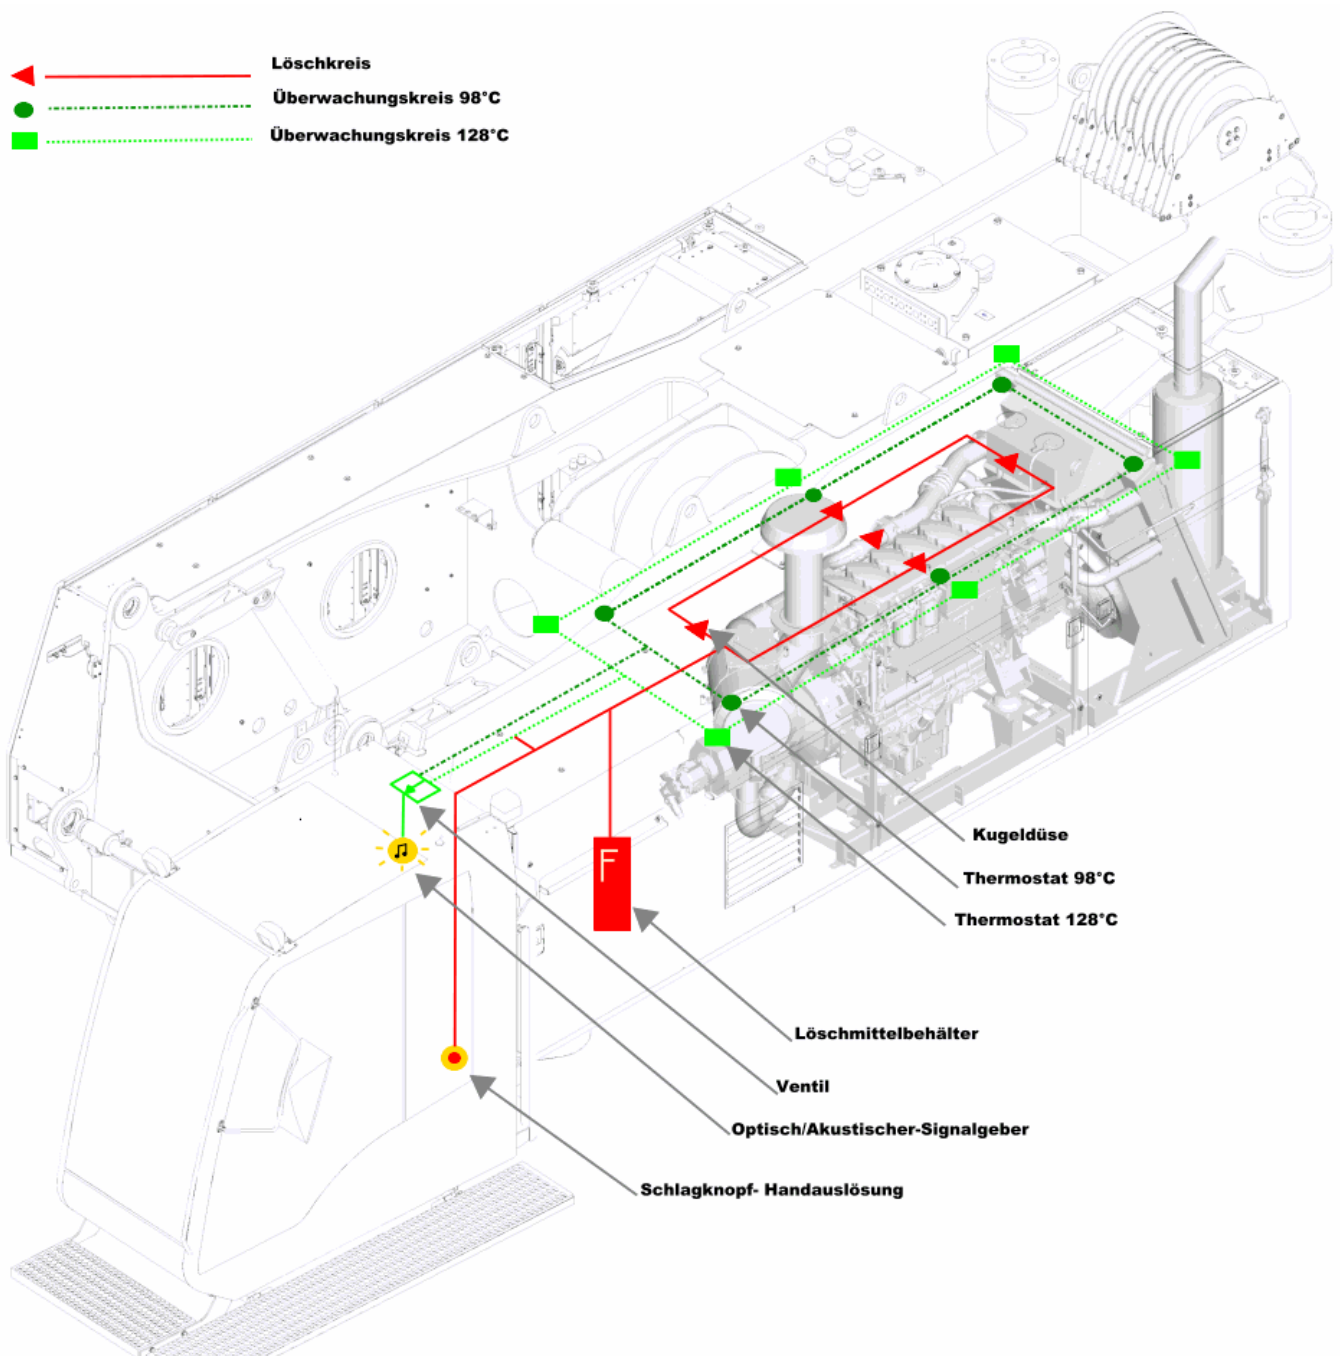 Löschkreis
Überwachungskreis 98°C
Überwachungskreis 128°C
F
Kugeldüse
Thermostat 98°C
Thermostat 128°C
Löschmittelbehälter
Ventil
Optisch/Akustischer-Signalgeber
Schlagknopf- Handauslösung